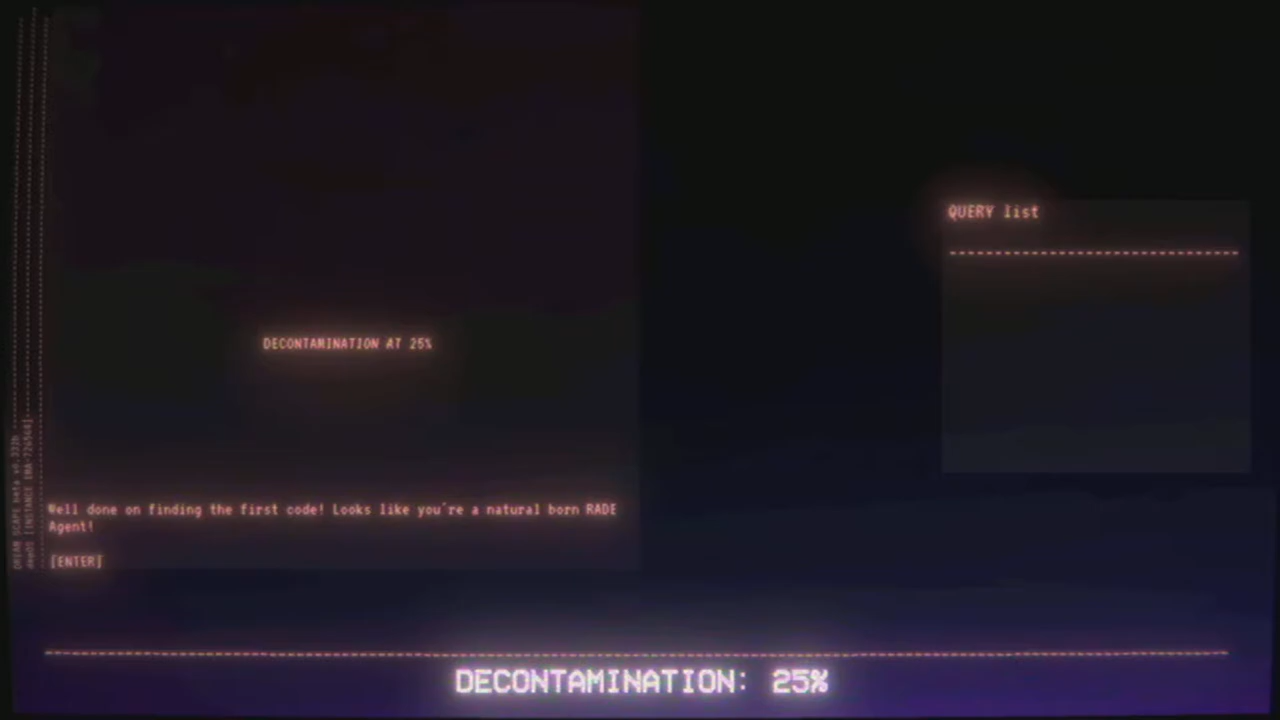 QUERY list
DECONTAMINATION AT 25%
Well done on finding the first code! Looks like you're a natural born RADE
Agent!
[ENTER]
DECONTAMINATION: 25%